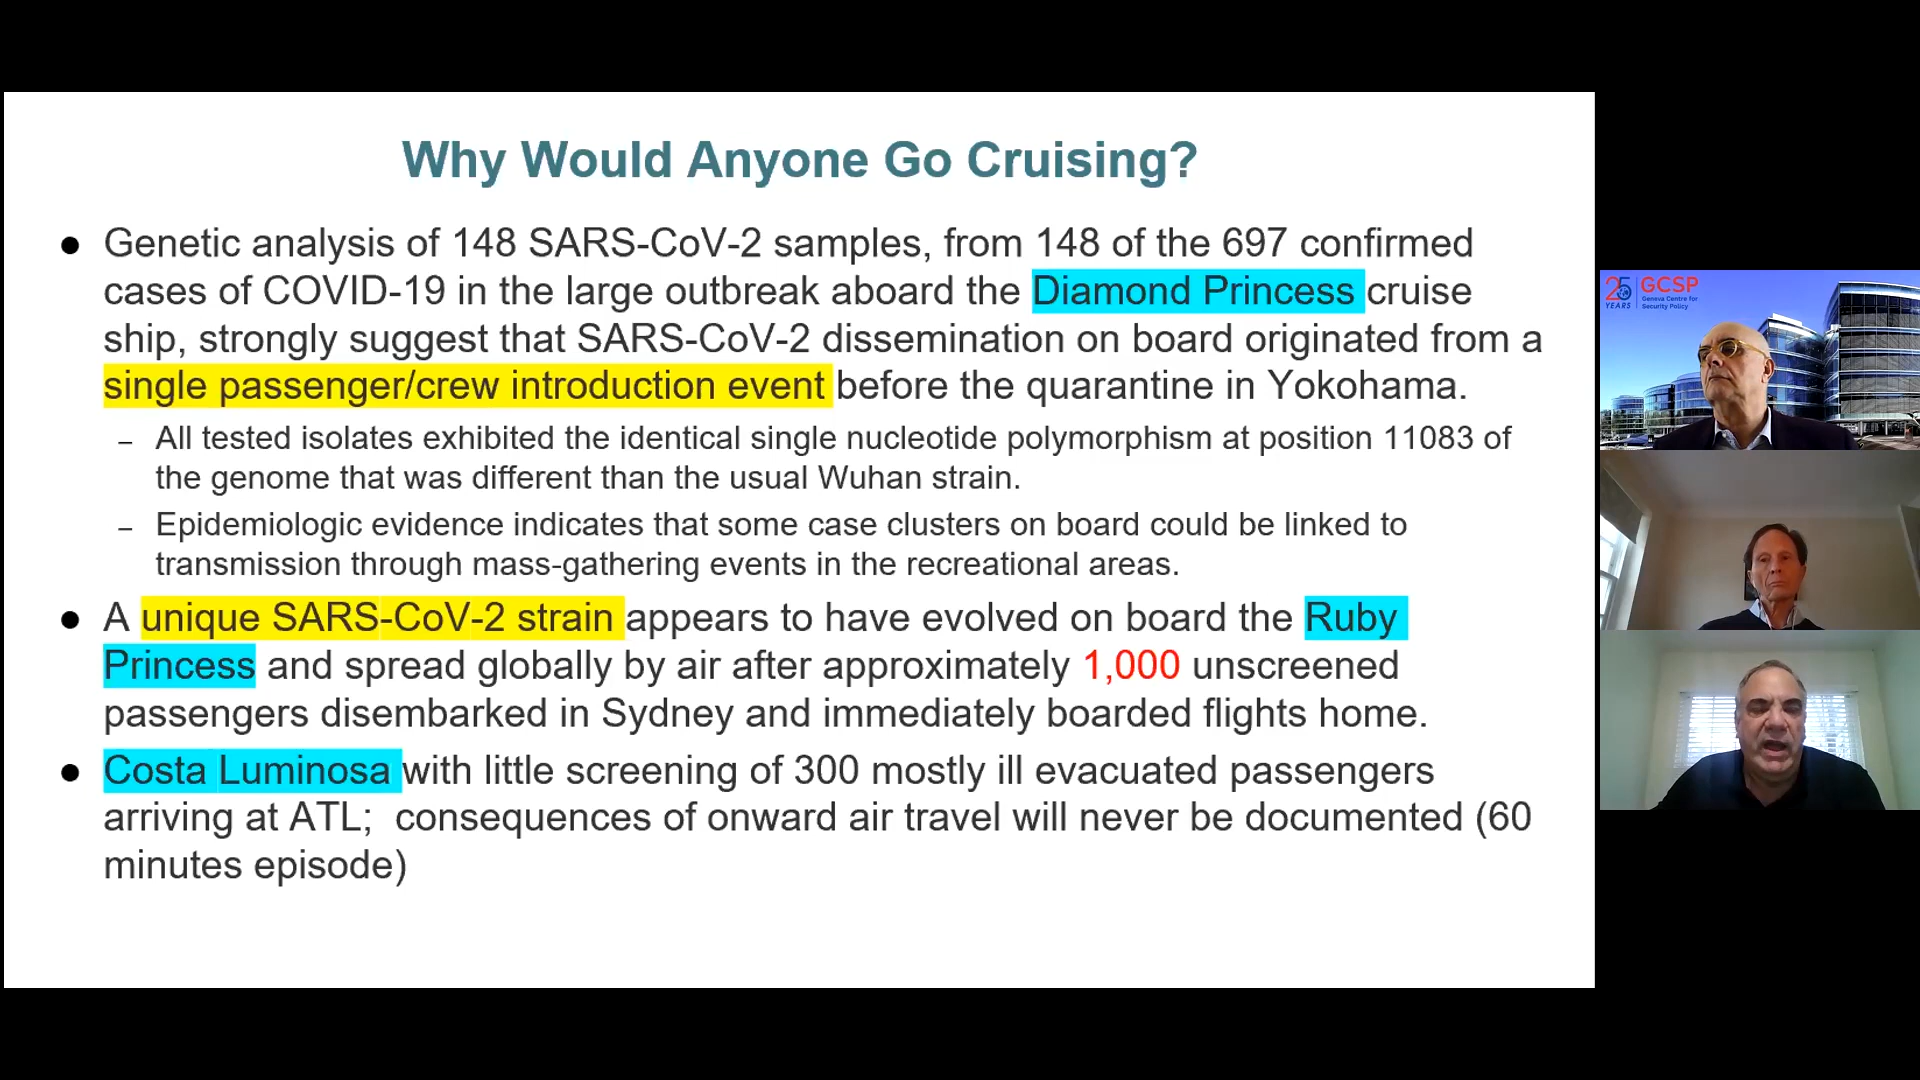 Why Would Anyone Go Cruising?
● Genetic analysis of 148 SARS-CoV-2 samples, from 148 of the 697 confirmed
cases of COVID-19 in the large outbreak aboard the Diamond Princess cruise
ship, strongly suggest that SARS-CoV-2 dissemination on board originated from a
single passenger/crew introduction event before the quarantine in Yokohama.
– All tested isolates exhibited the identical single nucleotide polymorphism at position 11083 of
the genome that was different than the usual Wuhan strain.
– Epidemiologic evidence indicates that some case clusters on board could be linked to
transmission through mass-gathering events in the recreational areas.
● A unique SARS-CoV-2 strain appears to have evolved on board the Ruby
Princess and spread globally by air after approximately 1,000 unscreened
passengers disembarked in Sydney and immediately boarded flights home.
● Costa Luminosa with little screening of 300 mostly ill evacuated passengers
arriving at ATL;  consequences of onward air travel will never be documented (60
minutes episode)
25 YEARS
GCSP
Geneva Centre for
Security Policy